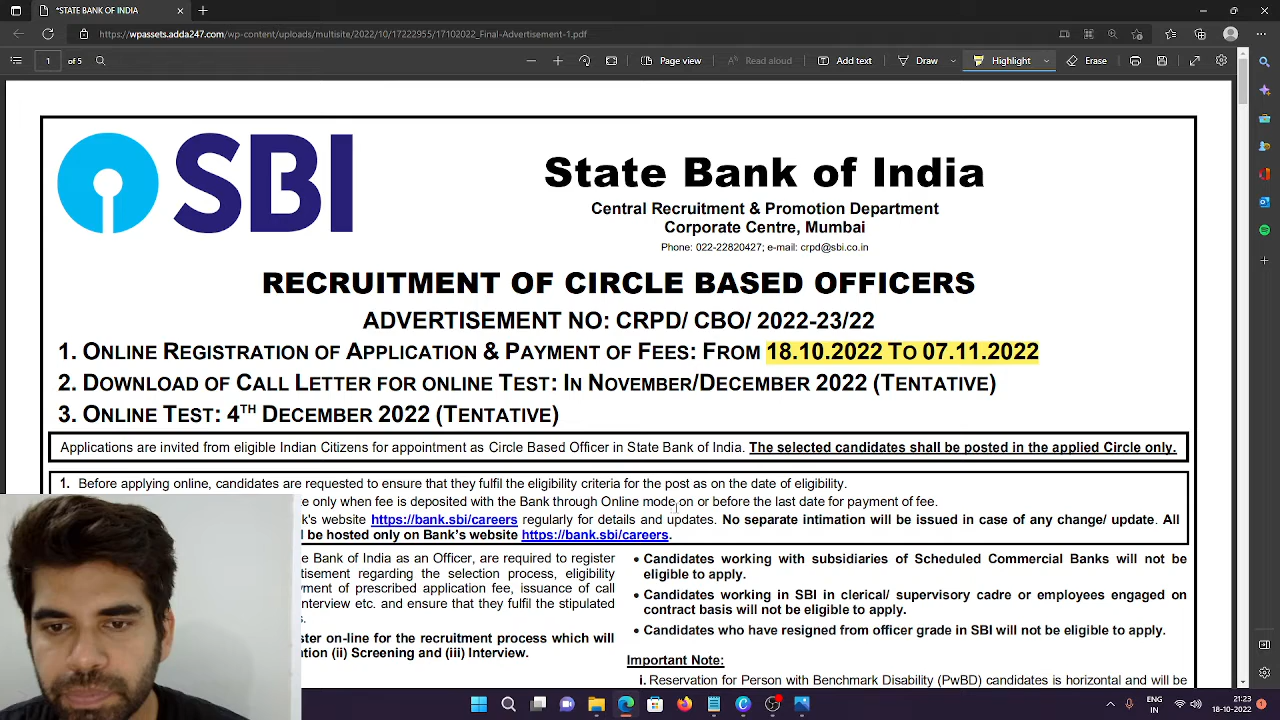 *STATE BANK OF INDIA
https://wpassets.adda247.com/wp-content/uploads/multisite/2022/10/17222955/17102022_Final-Advertisement-1.pdf
1 of 5
Page view
Read aloud
Add text
Draw
Highlight
Erase
SBI
State Bank of India
Central Recruitment & Promotion Department
Corporate Centre, Mumbai
Phone: 022-22820427; e-mail: crpd@sbi.co.in
RECRUITMENT OF CIRCLE BASED OFFICERS
ADVERTISEMENT NO: CRPD/ CBO/ 2022-23/22
1. ONLINE REGISTRATION OF APPLICATION & PAYMENT OF FEES: FROM 18.10.2022 TO 07.11.2022
2. DOWNLOAD OF CALL LETTER FOR ONLINE TEST: IN NOVEMBER/DECEMBER 2022 (TENTATIVE)
3. ONLINE TEST: 4TH DECEMBER 2022 (TENTATIVE)
Applications are invited from eligible Indian Citizens for appointment as Circle Based Officer in State Bank of India. The selected candidates shall be posted in the applied Circle only.
1. Before applying online, candidates are requested to ensure that they fulfil the eligibility criteria for the post as on the date of eligibility.
e only when fee is deposited with the Bank through Online mode on or before the last date for payment of fee.
k's website https://bank.sbi/careers regularly for details and updates. No separate intimation will be issued in case of any change/ update. All
l be hosted only on Bank's website https://bank.sbi/careers.
e Bank of India as an Officer, are required to register
isement regarding the selection process, eligibility
yment of prescribed application fee, issuance of call
nterview etc. and ensure that they fulfil the stipulated
s.
ster on-line for the recruitment process which will
tion (ii) Screening and (iii) Interview.
• Candidates working with subsidiaries of Scheduled Commercial Banks will not be
eligible to apply.
• Candidates working in SBI in clerical/ supervisory cadre or employees engaged on
contract basis will not be eligible to apply.
• Candidates who have resigned from officer grade in SBI will not be eligible to apply.
Important Note:
i. Reservation for Person with Benchmark Disability (PwBD) candidates is horizontal and will be
ENG
IN
21:23
18-10-2022